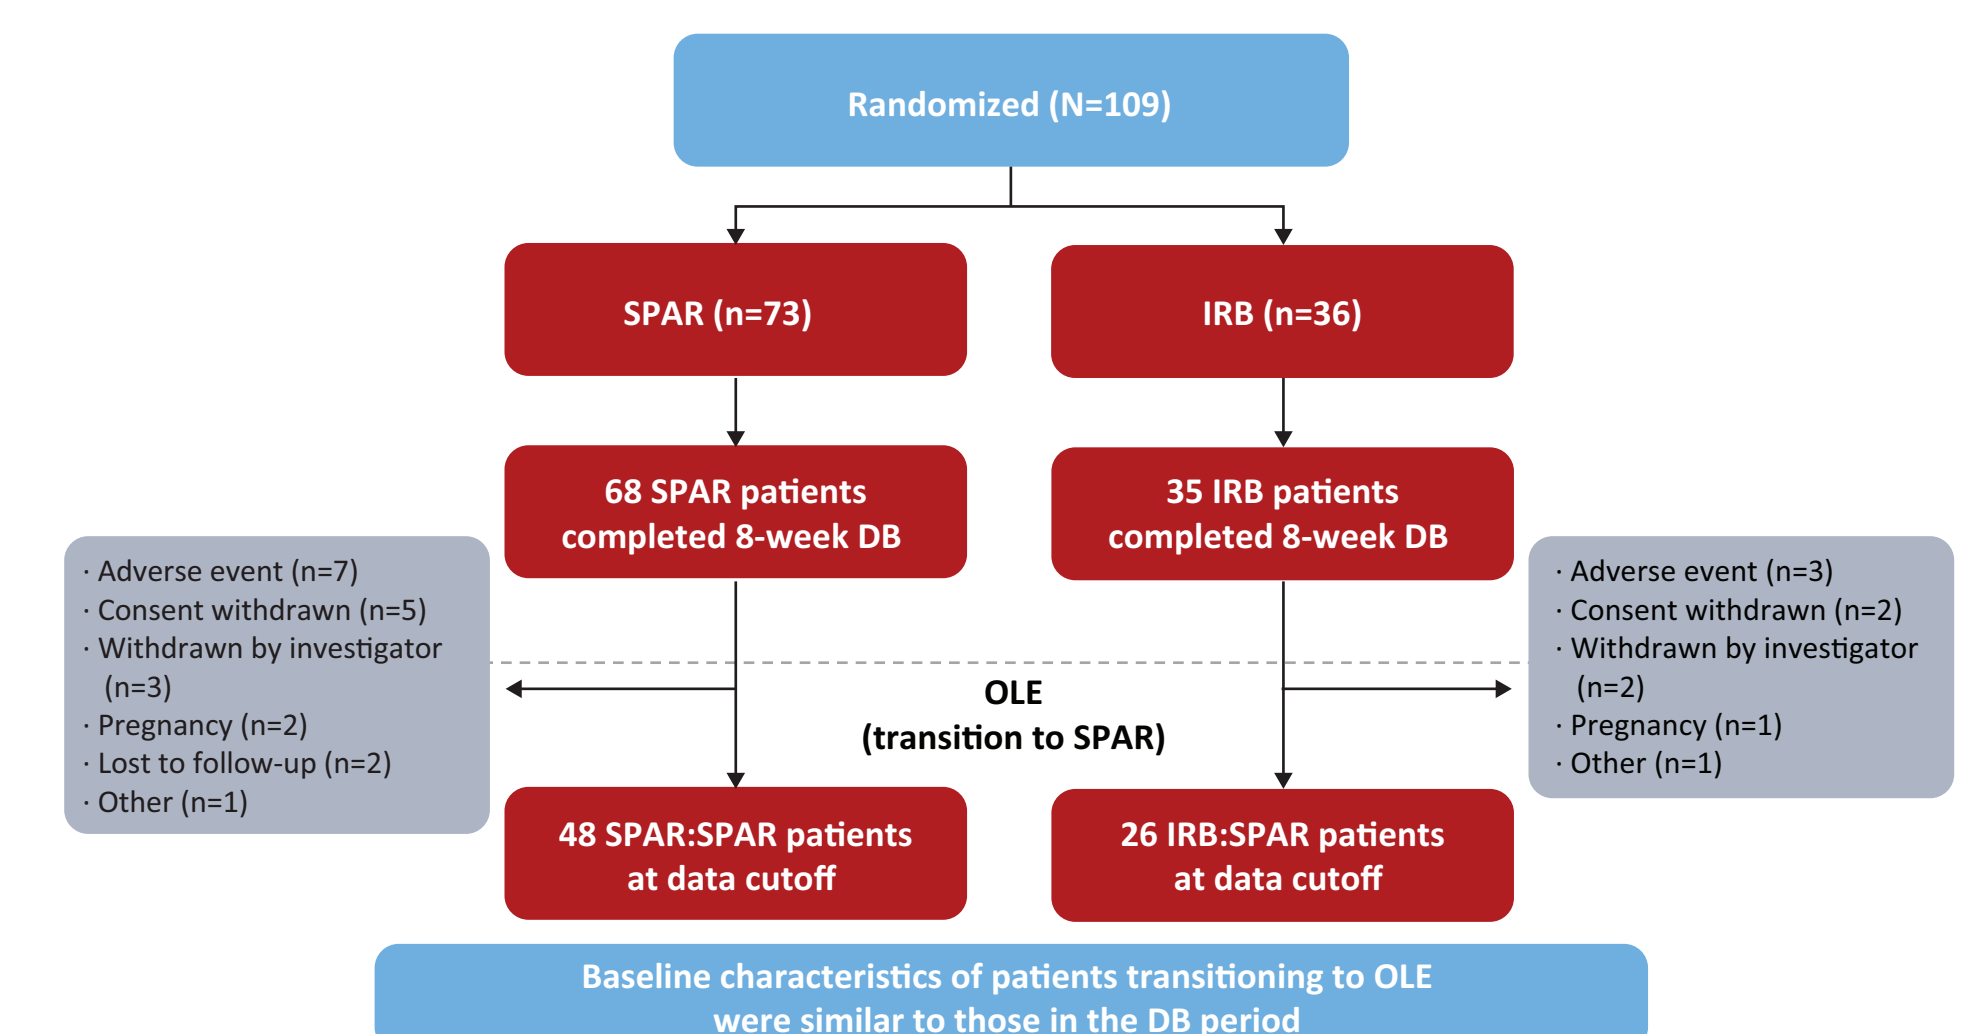 Randomized (N=109)
SPAR (n=73)
IRB (n=36)
68 SPAR patients
completed 8-week DB
35 IRB patients
completed 8-week DB
· Adverse event (n=7)
· Consent withdrawn (n=5)
· Withdrawn by investigator
(n=3)
· Pregnancy (n=2)
· Lost to follow-up (n=2)
· Other (n=1)
OLE
(transition to SPAR)
· Adverse event (n=3)
· Consent withdrawn (n=2)
· Withdrawn by investigator
(n=2)
· Pregnancy (n=1)
· Other (n=1)
48 SPAR:SPAR patients
at data cutoff
26 IRB:SPAR patients
at data cutoff
Baseline characteristics of patients transitioning to OLE
were similar to those in the DB period